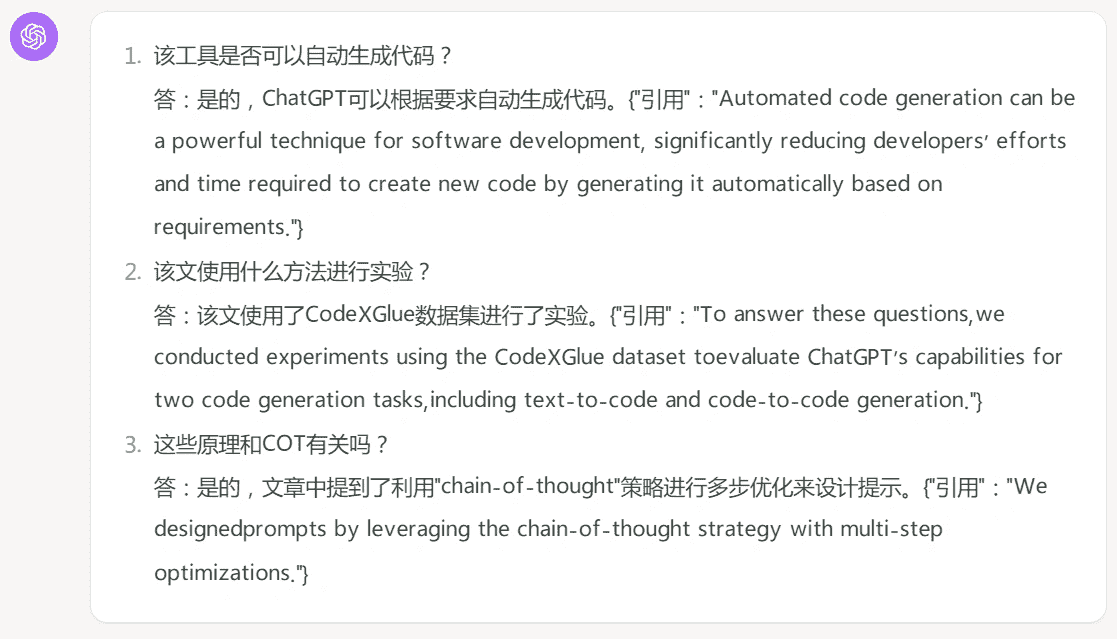 1. 该工具是否可以自动生成代码？
答：是的，ChatGPT可以根据要求自动生成代码。{"引用"："Automated code generation can be
a powerful technique for software development, significantly reducing developers’ efforts
and time required to create new code by generating it automatically based on
requirements."}
2. 该文使用什么方法进行实验？
答：该文使用了CodeXGlue数据集进行了实验。{"引用"："To answer these questions,we
conducted experiments using the CodeXGlue dataset toevaluate ChatGPT’s capabilities for
two code generation tasks,including text-to-code and code-to-code generation."}
3. 这些原理和COT有关吗？
答：是的，文章中提到了利用"chain-of-thought"策略进行多步优化来设计提示。{"引用"："We
designedprompts by leveraging the chain-of-thought strategy with multi-step
optimizations."}